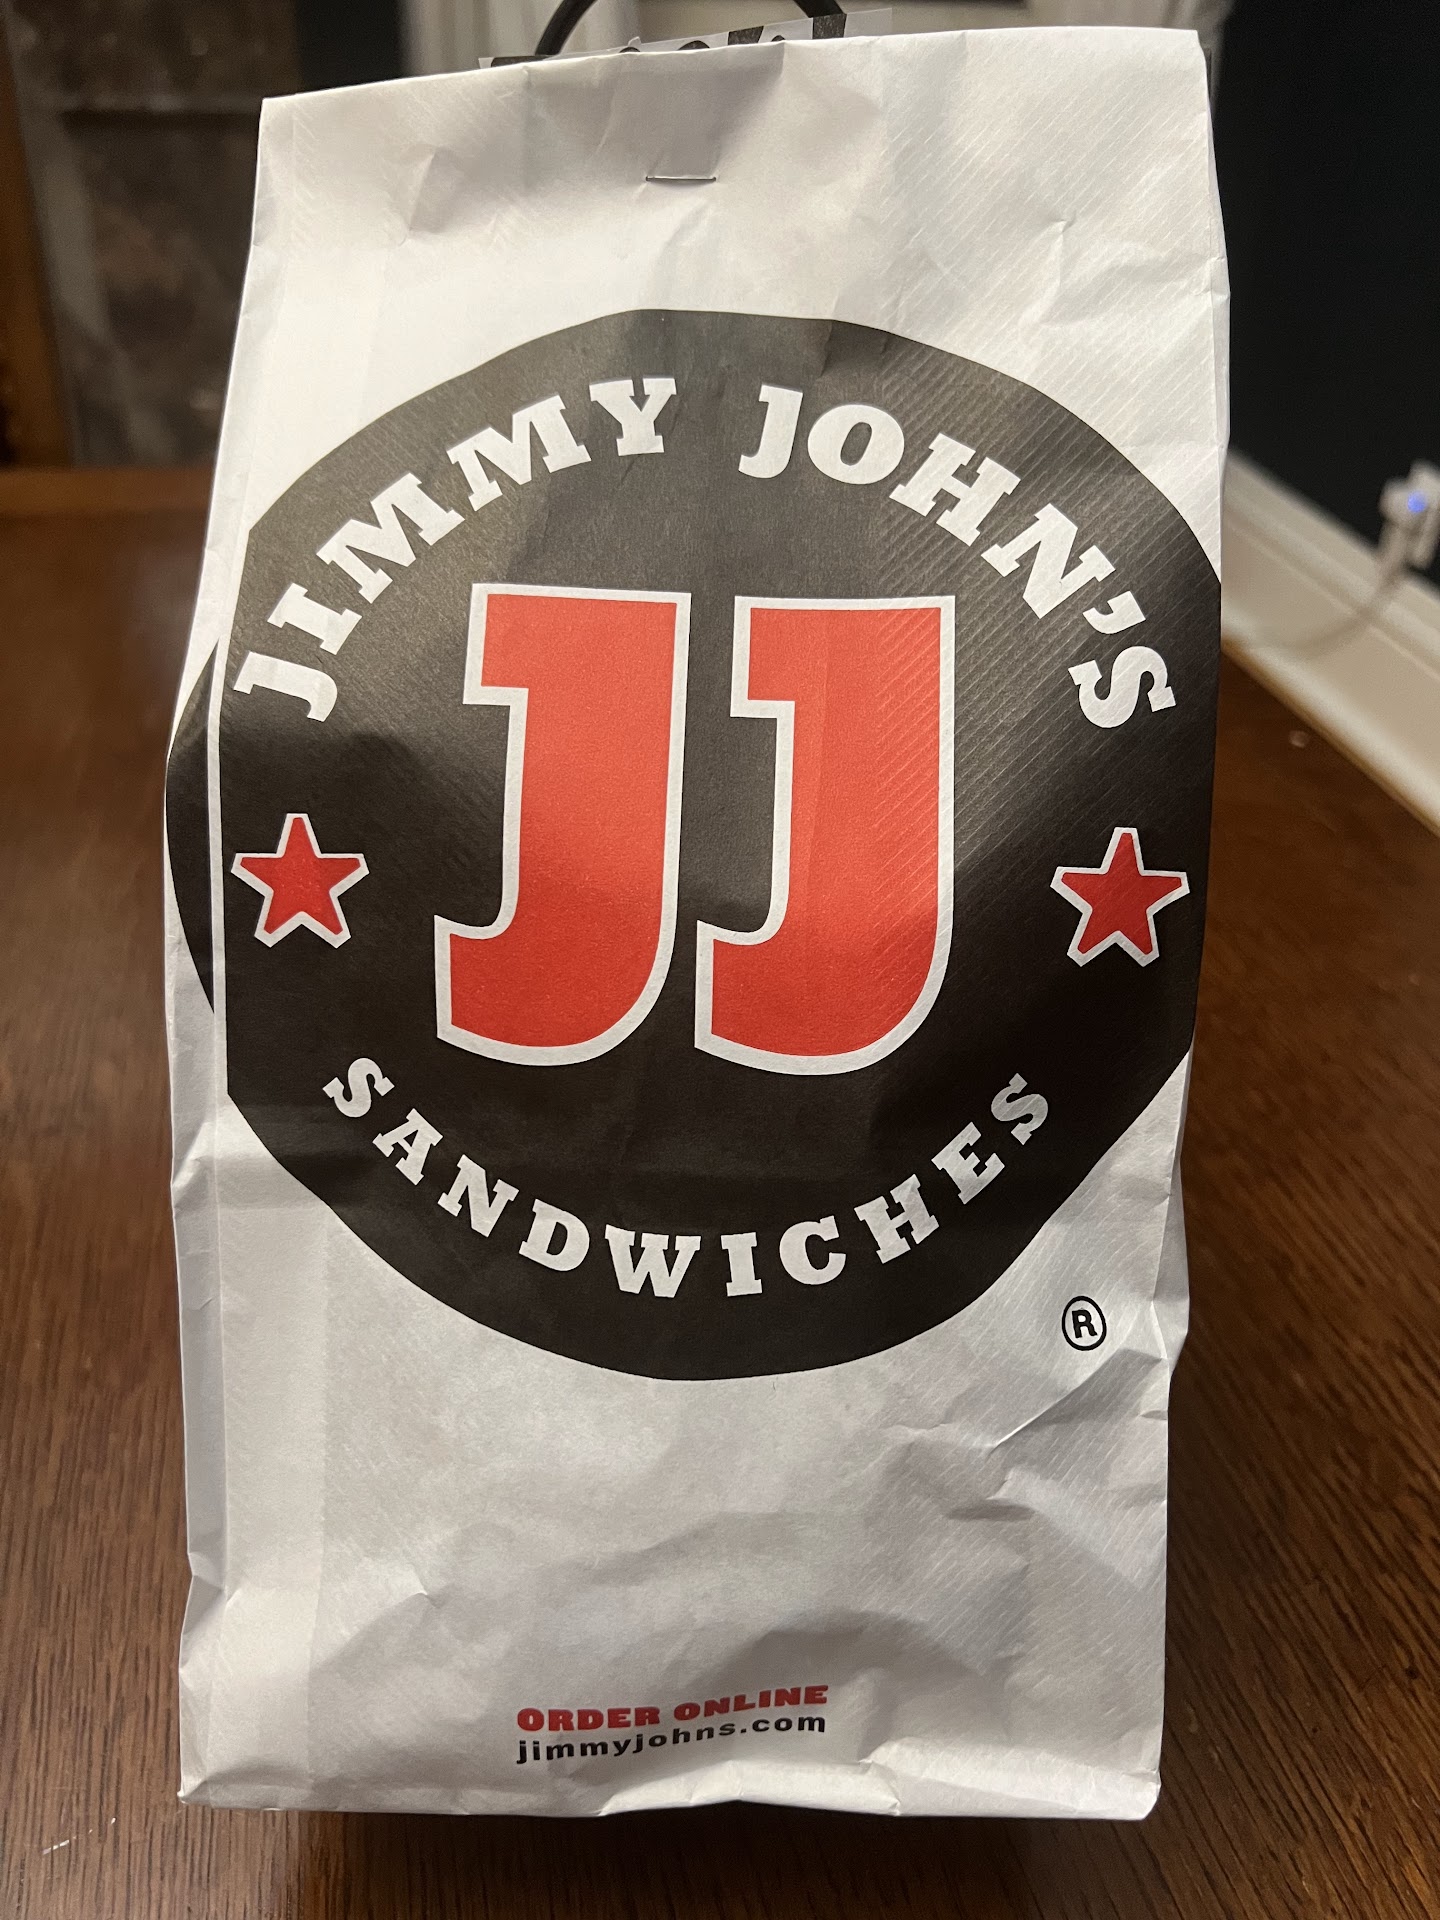 JIMMY JOHN'S
JJ
SANDWICHES
®
ORDER ONLINE
jimmyjohns.com